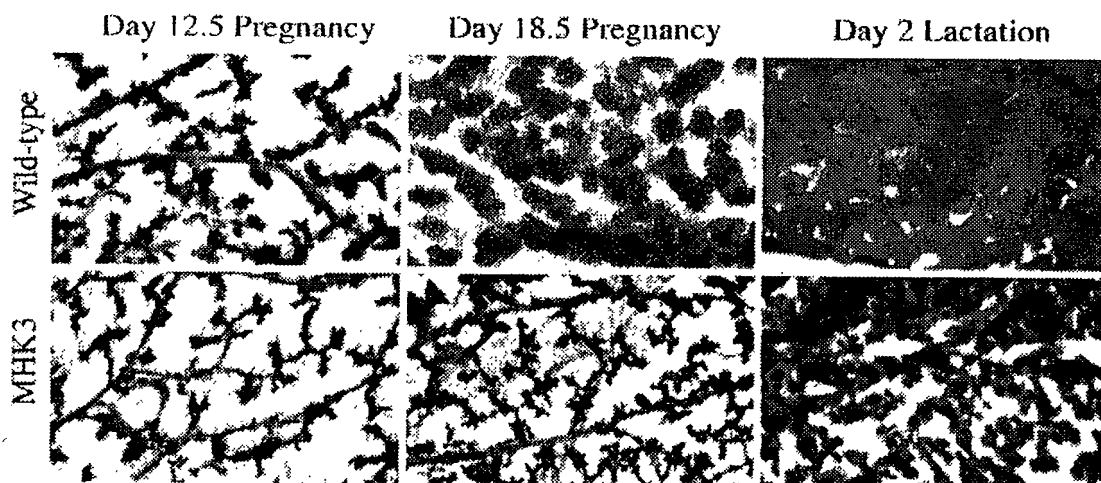 Day 12.5 Pregnancy
Day 18.5 Pregnancy
Day 2 Lactation
Wild-type
MHK3